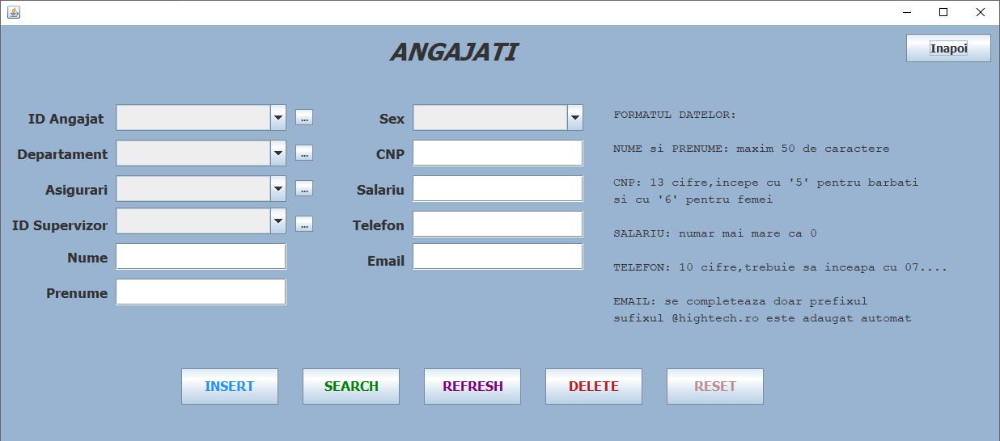 ANGAJATI
Inapoi
ID Angajat
...
Departament
...
Asigurari
...
ID Supervizor
...
Nume
Prenume
Sex
CNP
Salariu
Telefon
Email
FORMATUL DATELOR:
NUME si PRENUME: maxim 50 de caractere
CNP: 13 cifre,incepe cu '5' pentru barbati
si cu '6' pentru femei
SALARIU: numar mai mare ca 0
TELEFON: 10 cifre,trebuie sa inceapa cu 07....
EMAIL: se completeaza doar prefixul
sufixul @hightech.ro este adaugat automat
INSERT
SEARCH
REFRESH
DELETE
RESET